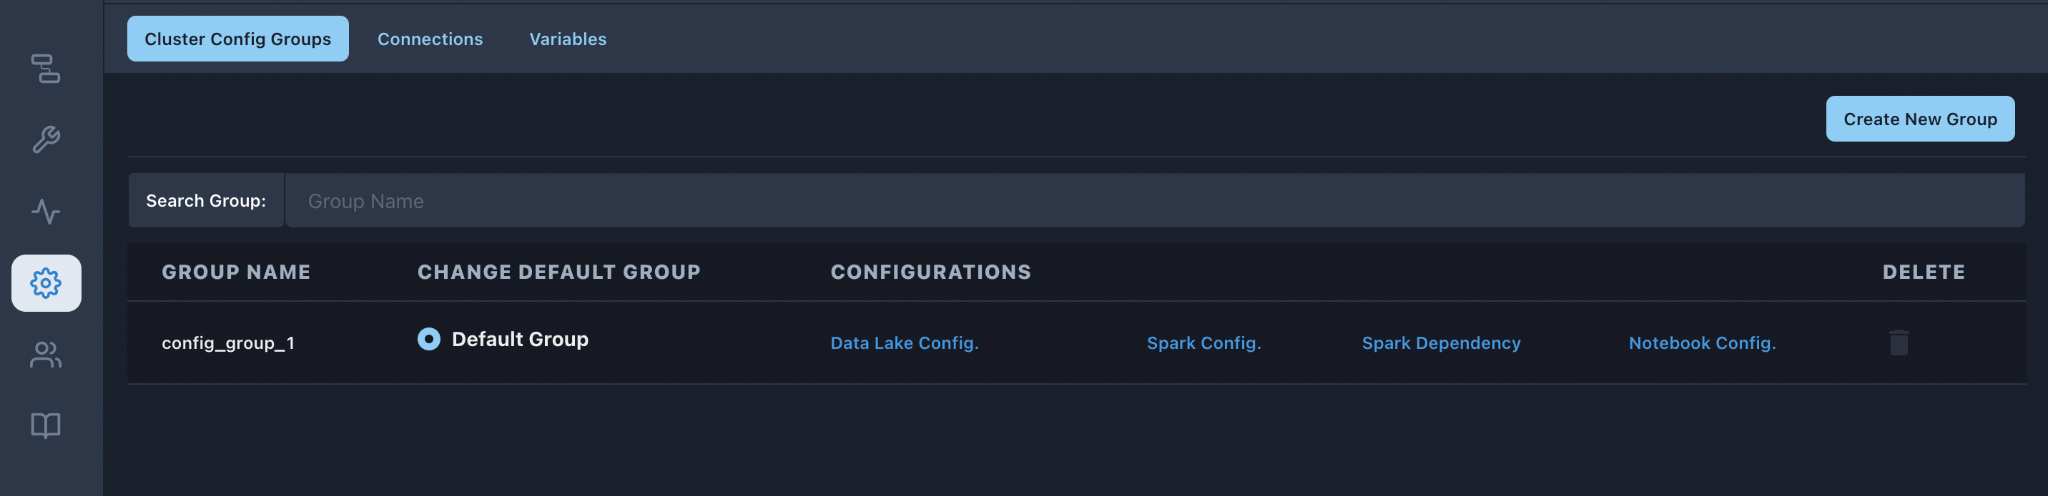 Cluster Config Groups Connections Variables
Create New Group
Search Group: Group Name
GROUP NAME CHANGE DEFAULT GROUP CONFIGURATIONS DELETE
config_group_1 Default Group Data Lake Config. Spark Config. Spark Dependency Notebook Config.